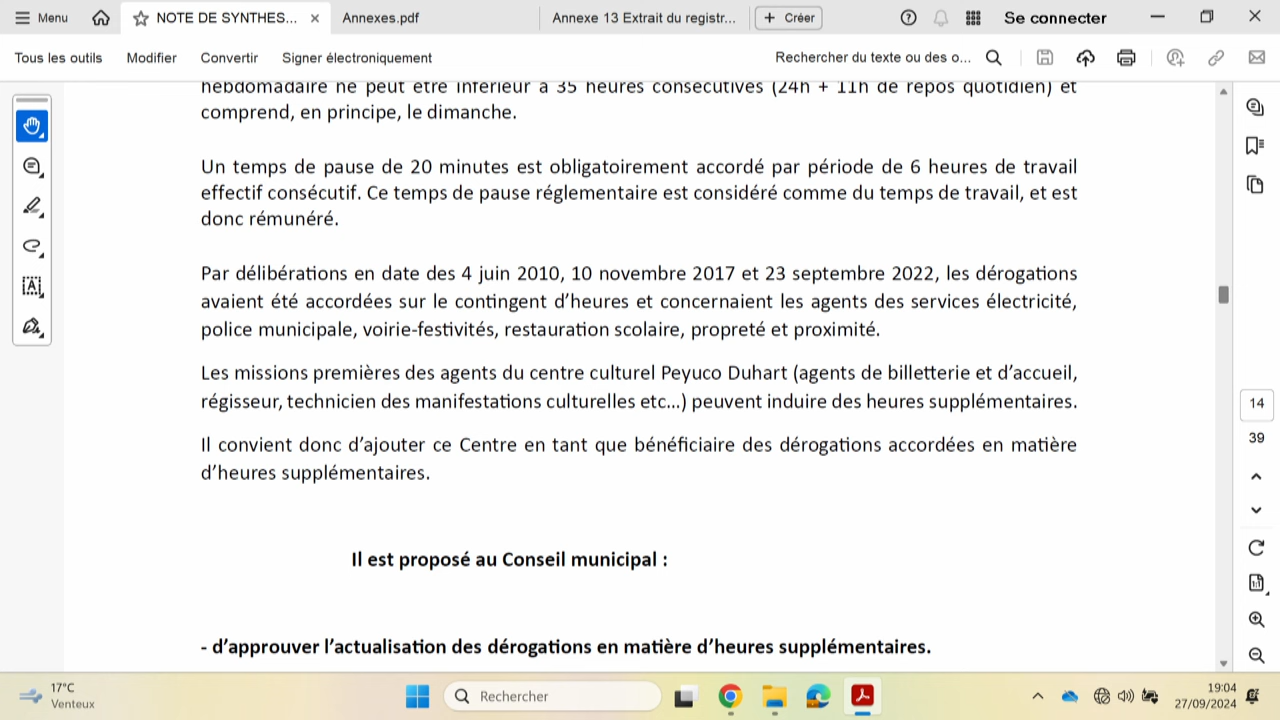 Menu
NOTE DE SYNTHES...
Annexes.pdf
Annexe 13 Extrait du registr...
+ Créer
Se connecter
Tous les outils
Modifier
Convertir
Signer électroniquement
Rechercher du texte ou des o...
hebdomadaire ne peut être inférieur à 35 heures consécutives (24h + 11h de repos quotidien) et
comprend, en principe, le dimanche.
Un temps de pause de 20 minutes est obligatoirement accordé par période de 6 heures de travail
effectif consécutif. Ce temps de pause réglementaire est considéré comme du temps de travail, et est
donc rémunéré.
Par délibérations en date des 4 juin 2010, 10 novembre 2017 et 23 septembre 2022, les dérogations
avaient été accordées sur le contingent d’heures et concernaient les agents des services électricité,
police municipale, voirie-festivités, restauration scolaire, propreté et proximité.
Les missions premières des agents du centre culturel Peyuco Duhart (agents de billetterie et d’accueil,
régisseur, technicien des manifestations culturelles etc…) peuvent induire des heures supplémentaires.
Il convient donc d’ajouter ce Centre en tant que bénéficiaire des dérogations accordées en matière
d’heures supplémentaires.
Il est proposé au Conseil municipal :
- d’approuver l’actualisation des dérogations en matière d’heures supplémentaires.
14
39
1:1
17°C
Venteux
Rechercher
19:04
27/09/2024